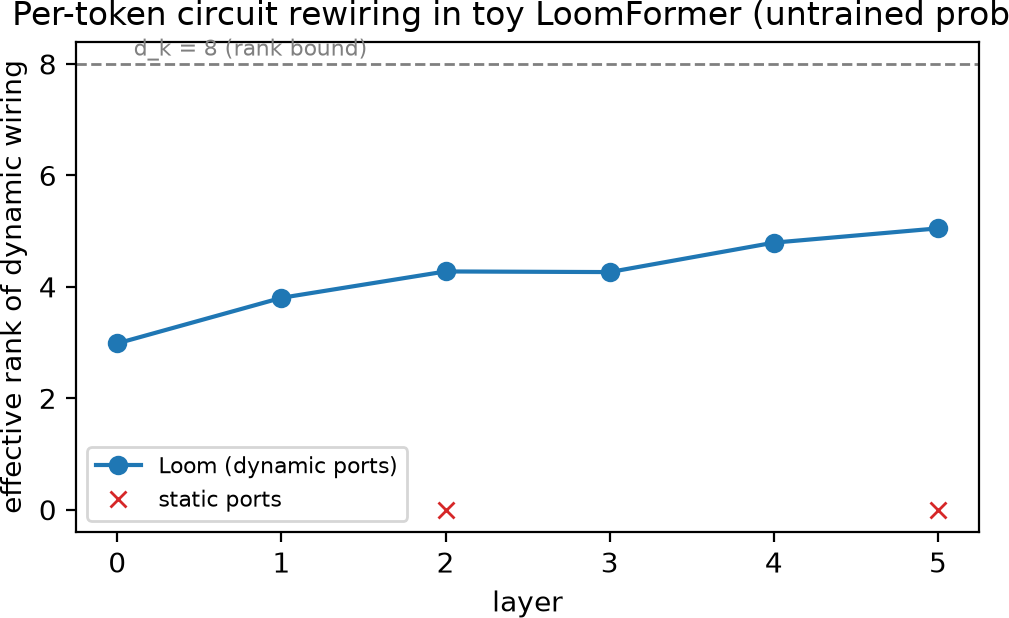 Per-token circuit rewiring in toy LoomFormer (untrained prob
d_k = 8 (rank bound)
effective rank of dynamic wiring
8
6
4
2
0
Loom (dynamic ports)
static ports
0 1 2 3 4 5
layer